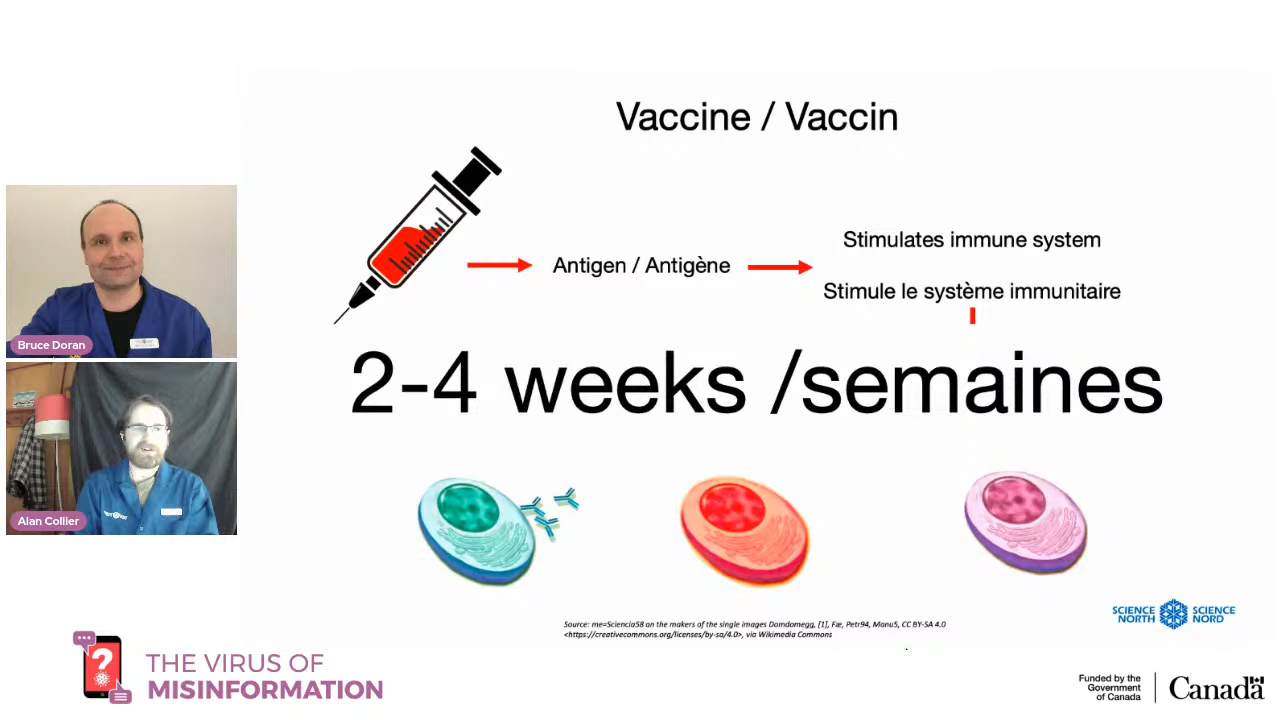 Vaccine / Vaccin
Antigen / Antigène
Stimulates immune system
Stimule le système immunitaire
2-4 weeks /semaines
Bruce Doran
Alan Collier
Source: me=Sciencia58 on the makers of the single images Domdomegg, [1], Fæ, Petr94, Manu5, CC BY-SA 4.0
<https://creativecommons.org/licenses/by-sa/4.0>, via Wikimedia Commons
SCIENCE NORTH
SCIENCE NORD
?
THE VIRUS OF
MISINFORMATION
Funded by the
Government
of Canada
Canada